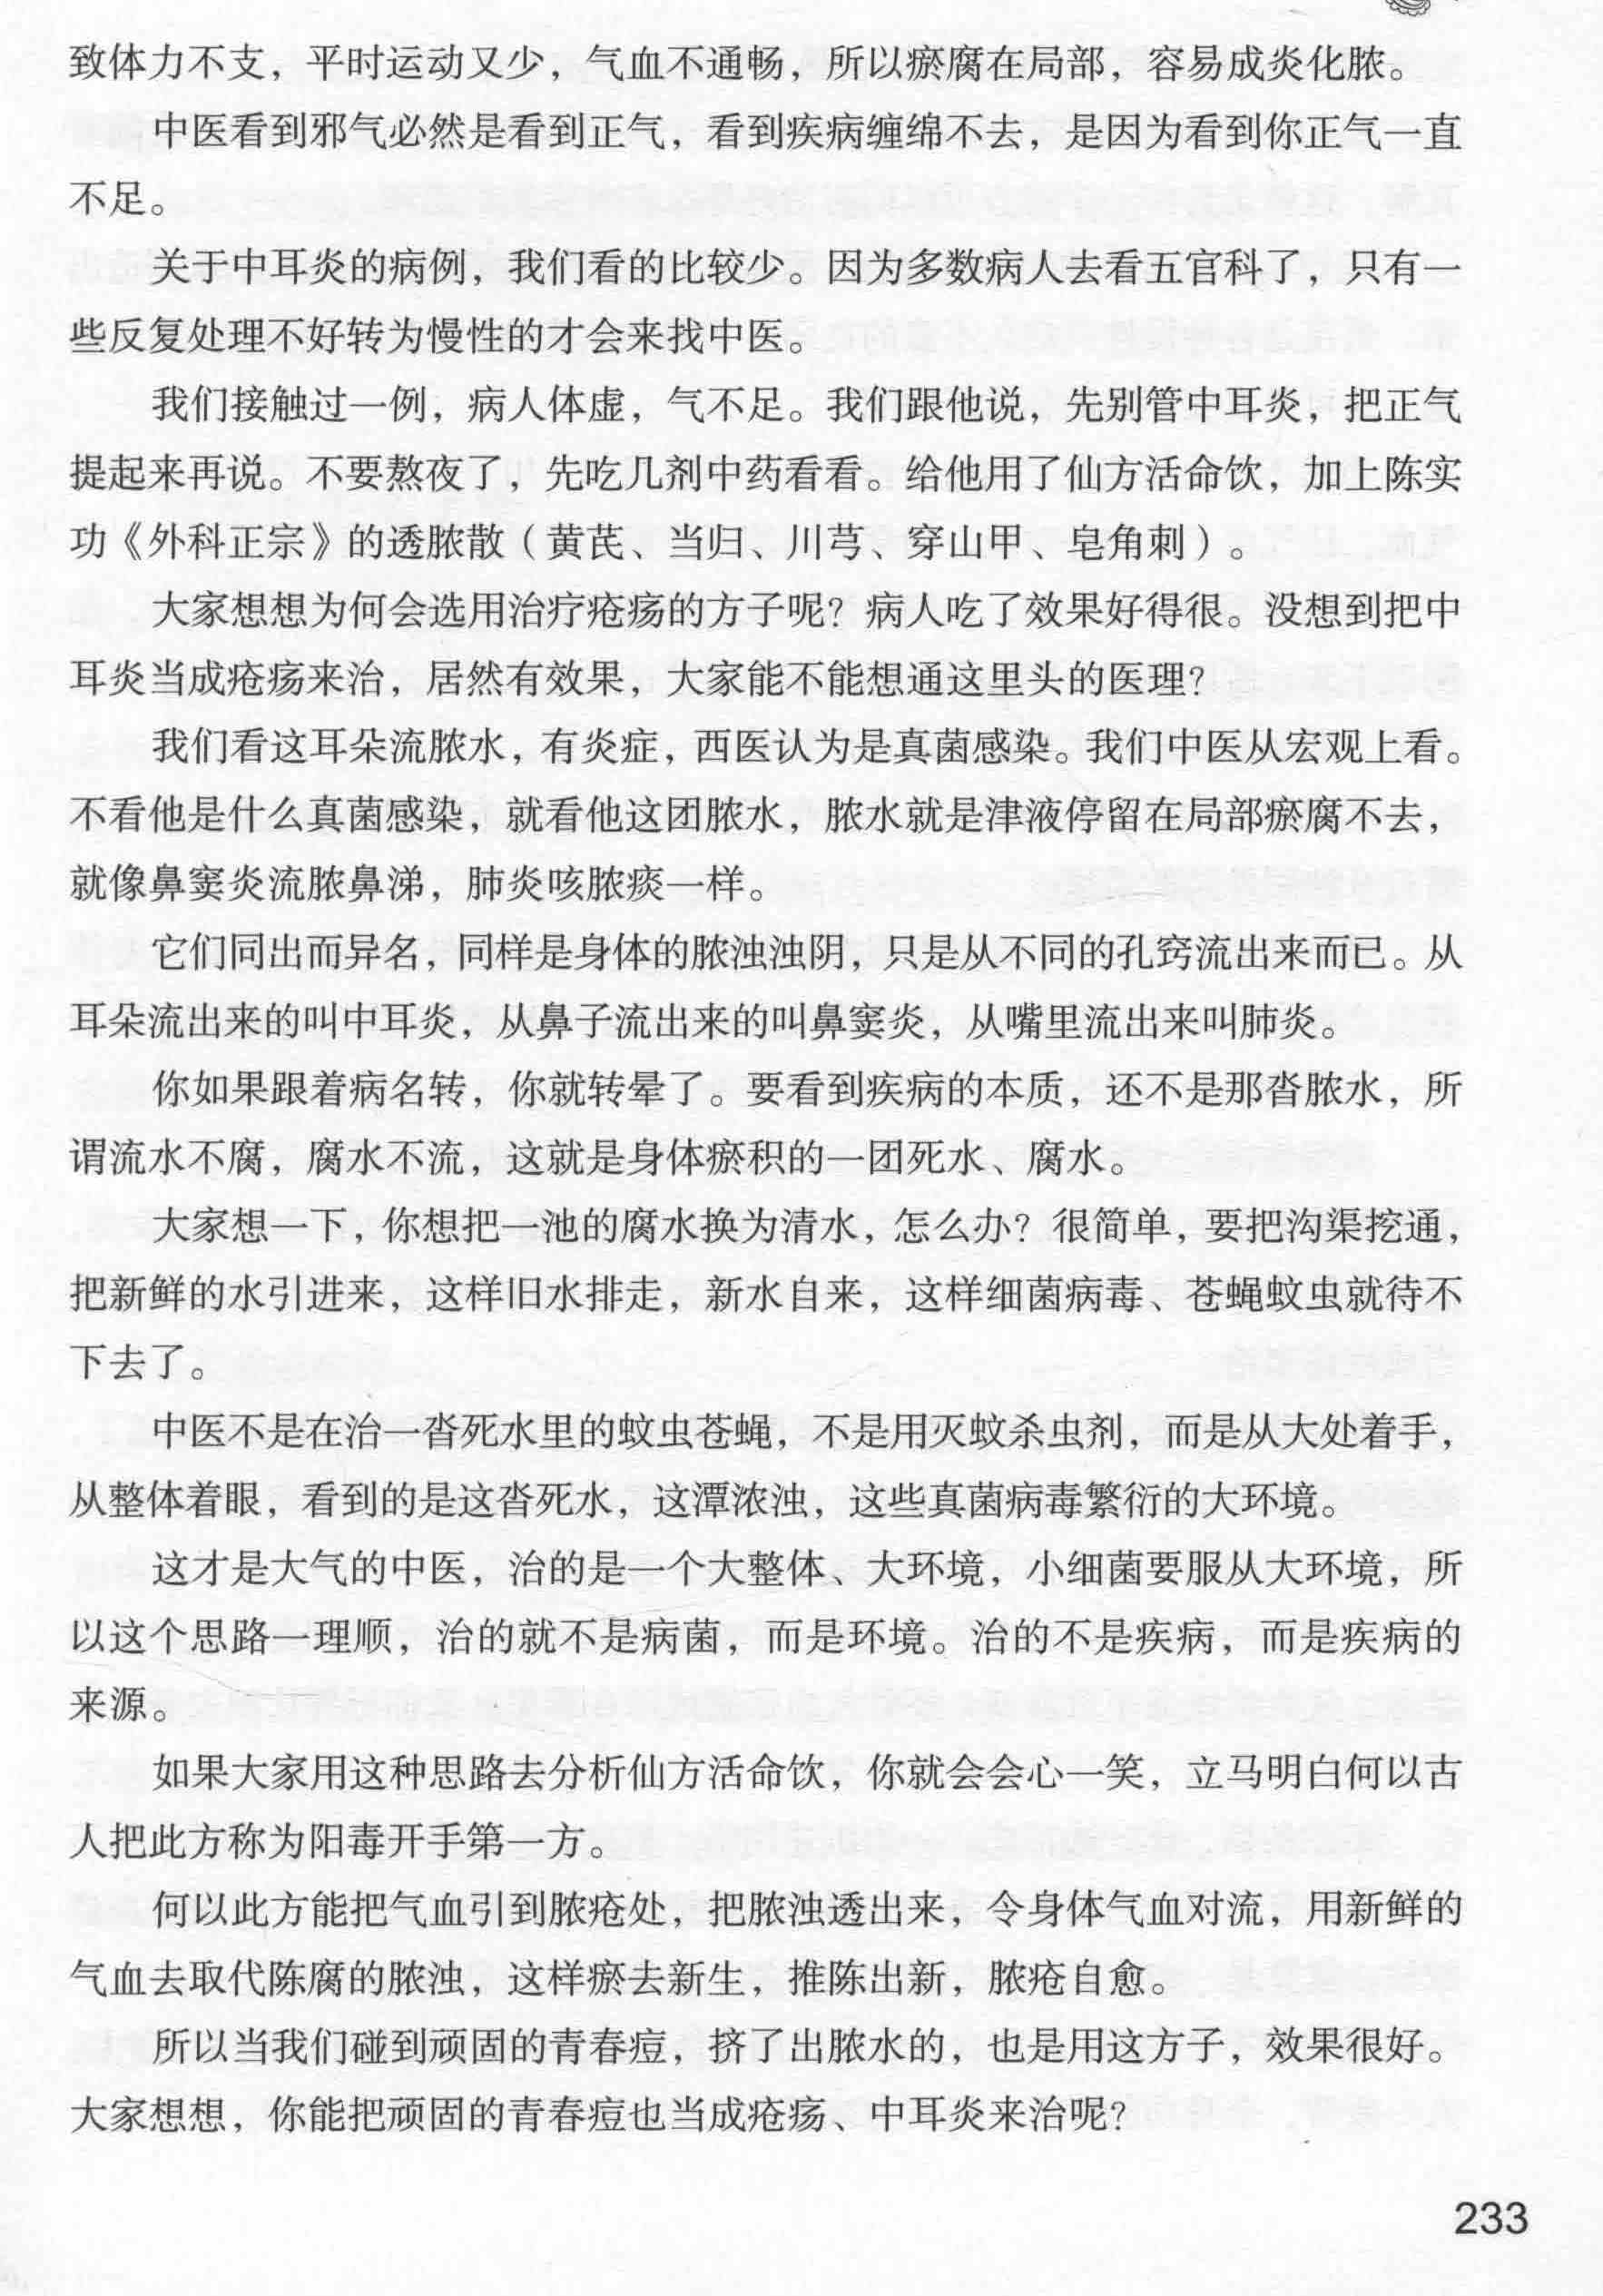 致体力不支，平时运动又少，气血不通畅，所以瘀腐在局部，容易成炎化脓。
中医看到邪气必然是看到正气，看到疾病缠绵不去，是因为看到你正气一直
不足。
关于中耳炎的病例，我们看的比较少。因为多数病人去看五官科了，只有一
些反复处理不好转为慢性的才会来找中医。
我们接触过一例，病人体虚，气不足。我们跟他说，先别管中耳炎，把正气
提起来再说。不要熬夜了，先吃几剂中药看看。给他用了仙方活命饮，加上陈实
功《外科正宗》的透脓散（黄芪、当归、川芎、穿山甲、皂角刺）。
大家想想为何会选用治疗疮疡的方子呢？病人吃了效果好得很。没想到把中
耳炎当成疮疡来治，居然有效果，大家能不能想通这里头的医理？
我们看这耳朵流脓水，有炎症，西医认为是真菌感染。我们中医从宏观上看。
不看他是什么真菌感染，就看他这团脓水，脓水就是津液停留在局部瘀腐不去，
就像鼻窦炎流脓鼻涕，肺炎咳脓痰一样。
它们同出而异名，同样是身体的脓浊浊阴，只是从不同的孔窍流出来而已。从
耳朵流出来的叫中耳炎，从鼻子流出来的叫鼻窦炎，从嘴里流出来叫肺炎。
你如果跟着病名转，你就转晕了。要看到疾病的本质，还不是那沓脓水，所
谓流水不腐，腐水不流，这就是身体瘀积的一团死水、腐水。
大家想一下，你想把一池的腐水换为清水，怎么办？很简单，要把沟渠挖通，
把新鲜的水引进来，这样旧水排走，新水自来，这样细菌病毒、苍蝇蚊虫就待不
下去了。
中医不是在治一沓死水里的蚊虫苍蝇，不是用灭蚊杀虫剂，而是从大处着手，
从整体着眼，看到的是这沓死水，这潭浓浊，这些真菌病毒繁衍的大环境。
这才是大气的中医，治的是一个大整体、大环境，小细菌要服从大环境，所
以这个思路一理顺，治的就不是病菌，而是环境。治的不是疾病，而是疾病的
来源。
如果大家用这种思路去分析仙方活命饮，你就会会心一笑，立马明白何以古
人把此方称为阳毒开手第一方。
何以此方能把气血引到脓疮处，把脓浊透出来，令身体气血对流，用新鲜的
气血去取代陈腐的脓浊，这样瘀去新生，推陈出新，脓疮自愈。
所以当我们碰到顽固的青春痘，挤了出脓水的，也是用这方子，效果很好。
大家想想，你能把顽固的青春痘也当成疮疡、中耳炎来治呢？
233